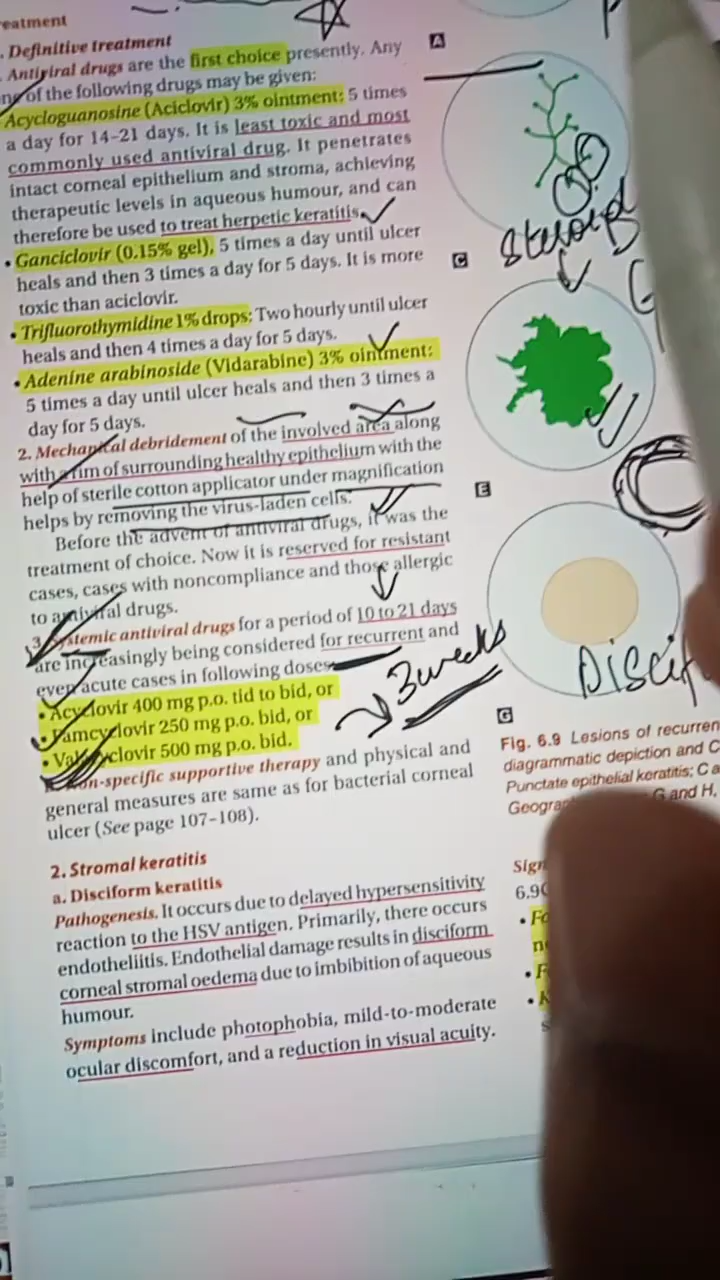 reatment
. Definitive treatment
Antiviral drugs are the first choice presently. Any
of the following drugs may be given:
Acycloguanosine (Aciclovir) 3% ointment: 5 times
a day for 14–21 days. It is least toxic and most
commonly used antiviral drug. It penetrates
intact corneal epithelium and stroma, achieving
therapeutic levels in aqueous humour, and can
therefore be used to treat herpetic keratitis.
• Ganciclovir (0.15% gel), 5 times a day until ulcer
heals and then 3 times a day for 5 days. It is more
toxic than aciclovir.
• Trifluorothymidine 1% drops: Two hourly until ulcer
heals and then 4 times a day for 5 days.
• Adenine arabinoside (Vidarabine) 3% ointment:
5 times a day until ulcer heals and then 3 times a
day for 5 days.
2. Mechanical debridement of the involved area along
with a rim of surrounding healthy epithelium with the
help of sterile cotton applicator under magnification
helps by removing the virus-laden cells.
Before the advent of antiviral drugs, it was the
treatment of choice. Now it is reserved for resistant
cases, cases with noncompliance and those allergic
to antiviral drugs.
3. Systemic antiviral drugs for a period of 10 to 21 days
are increasingly being considered for recurrent and
even acute cases in following doses
• Acyclovir 400 mg p.o. tid to bid, or
• Famcyclovir 250 mg p.o. bid, or
• Valacyclovir 500 mg p.o. bid.
Non-specific supportive therapy and physical and
general measures are same as for bacterial corneal
ulcer (See page 107–108).
3 weeks
2. Stromal keratitis
a. Disciform keratitis
Pathogenesis. It occurs due to delayed hypersensitivity
reaction to the HSV antigen. Primarily, there occurs
endotheliitis. Endothelial damage results in disciform
corneal stromal oedema due to imbibition of aqueous
humour.
Symptoms include photophobia, mild-to-moderate
ocular discomfort, and a reduction in visual acuity.
A
Steroid
C
E
Discif
G
Fig. 6.9 Lesions of recurren
diagrammatic depiction and C
Punctate epithelial keratitis; C a
Geograp G and H,
Sign
6.9
• Fo
n
• F
• K
s